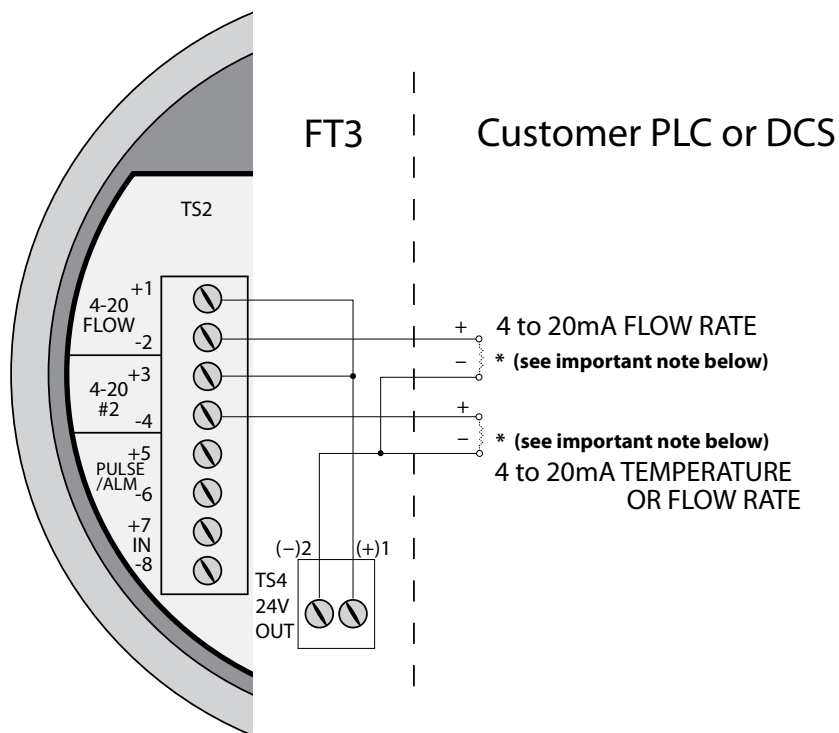 FT3
Customer PLC or DCS
TS2
+1
4-20
FLOW
-2
+3
4-20
#2
-4
+5
PULSE
/ALM
-6
+7
IN
-8
+ 4 to 20mA FLOW RATE
– * (see important note below)
+
– * (see important note below)
4 to 20mA TEMPERATURE
OR FLOW RATE
(–)2 (+)1
TS4
24V
OUT